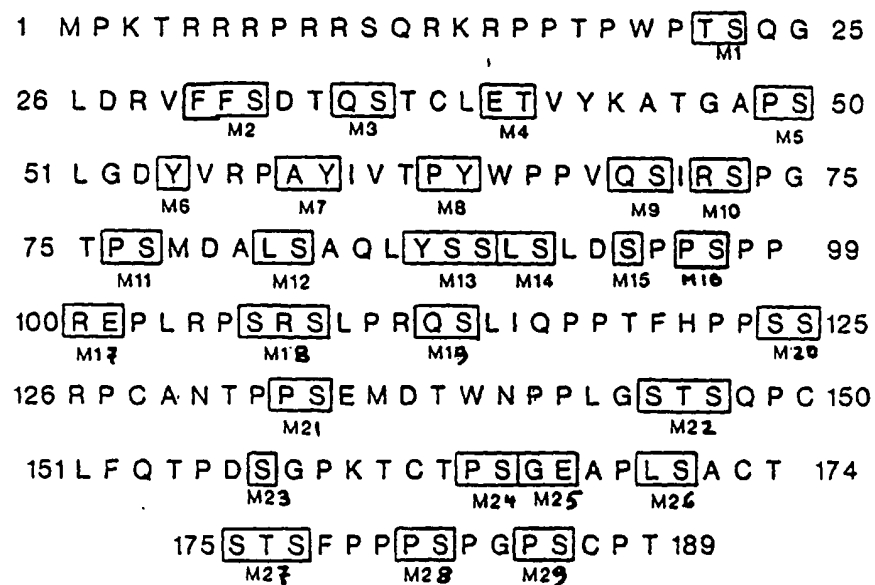 1 M P K T R R R P R R S Q R K R P P T P W P T S Q G 25
M1
26 L D R V F F S D T Q S T C L E T V Y K A T G A P S 50
M2 M3 M4 M5
51 L G D Y V R P A Y I V T P Y W P P V Q S I R S P G 75
M6 M7 M8 M9 M10
75 T P S M D A L S A Q L Y S S L S L D S P P S P P 99
M11 M12 M13 M14 M15 M16
100 R E P L R P S R S L P R Q S L I Q P P T F H P P S S 125
M17 M18 M19 M20
126 R P C A N T P P S E M D T W N P P L G S T S Q P C 150
M21 M22
151 L F Q T P D S G P K T C T P S G E A P L S A C T 174
M23 M24 M25 M26
175 S T S F P P P S P G P S C P T 189
M27 M28 M29